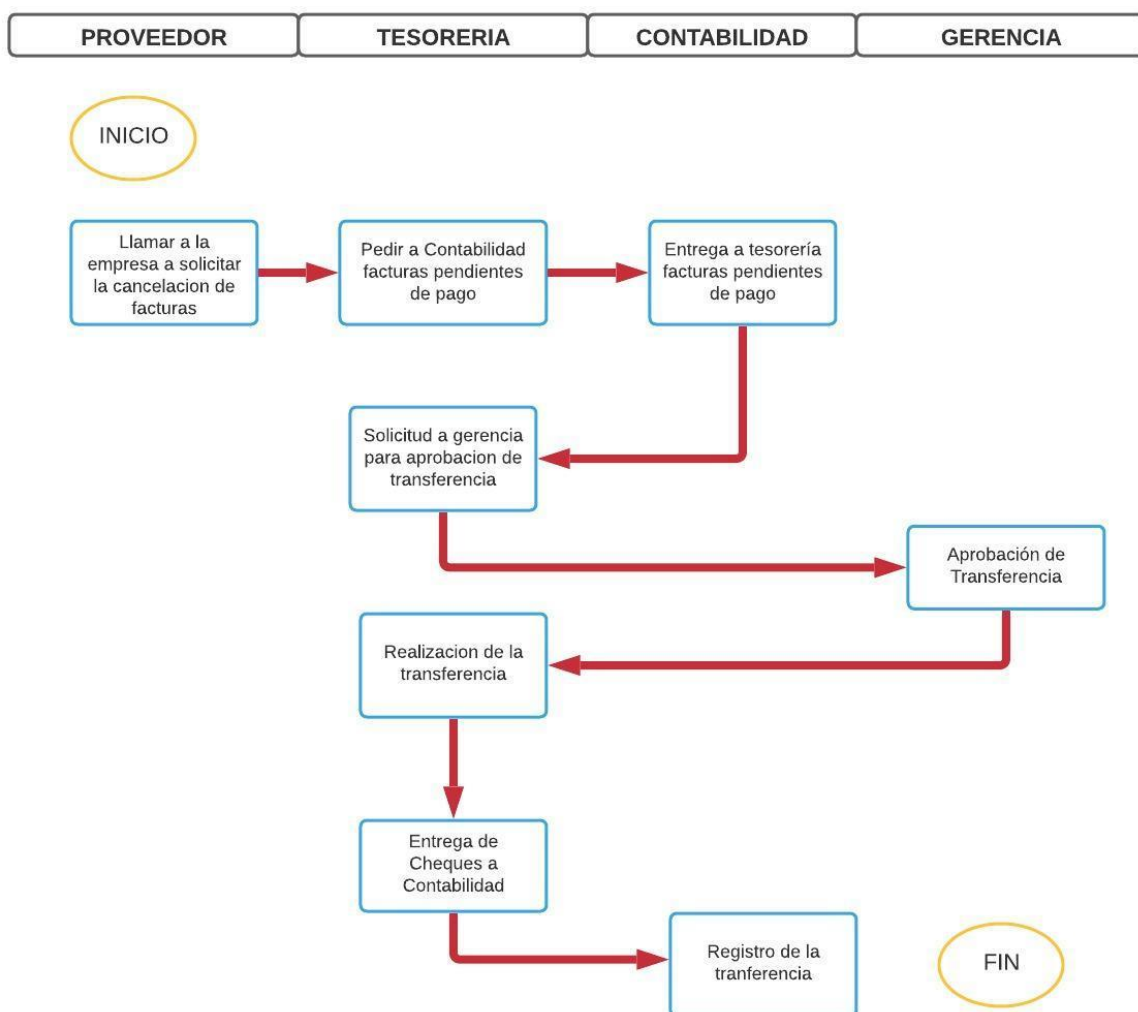 PROVEEDOR
TESORERIA
CONTABILIDAD
GERENCIA
INICIO
Llamar a la
empresa a solicitar
la cancelacion de
facturas
Pedir a Contabilidad
facturas pendientes
de pago
Entrega a tesorería
facturas pendientes
de pago
Solicitud a gerencia
para aprobacion de
transferencia
Aprobación de
Transferencia
Realizacion de la
transferencia
Entrega de
Cheques a
Contabilidad
Registro de la
tranferencia
FIN